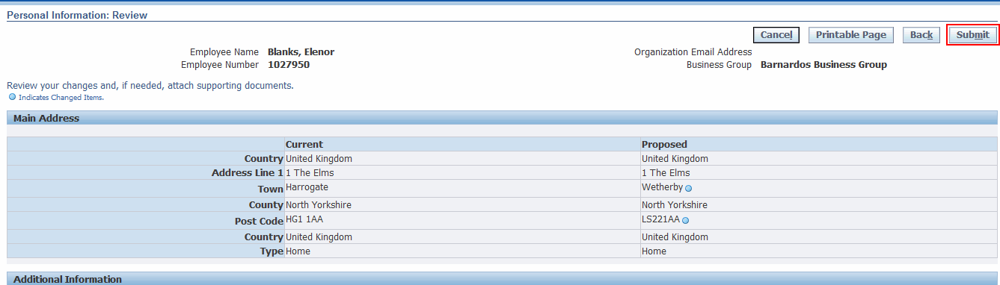 Personal Information: Review
Cancel Printable Page Back Submit
Employee Name Blanks, Elenor Organization Email Address
Employee Number 1027950 Business Group Barnardos Business Group
Review your changes and, if needed, attach supporting documents.
Indicates Changed Items.
Main Address
Current Proposed
Country United Kingdom United Kingdom
Address Line 1 1 The Elms 1 The Elms
Town Harrogate Wetherby
County North Yorkshire North Yorkshire
Post Code HG1 1AA LS221AA
Country United Kingdom United Kingdom
Type Home Home
Additional Information